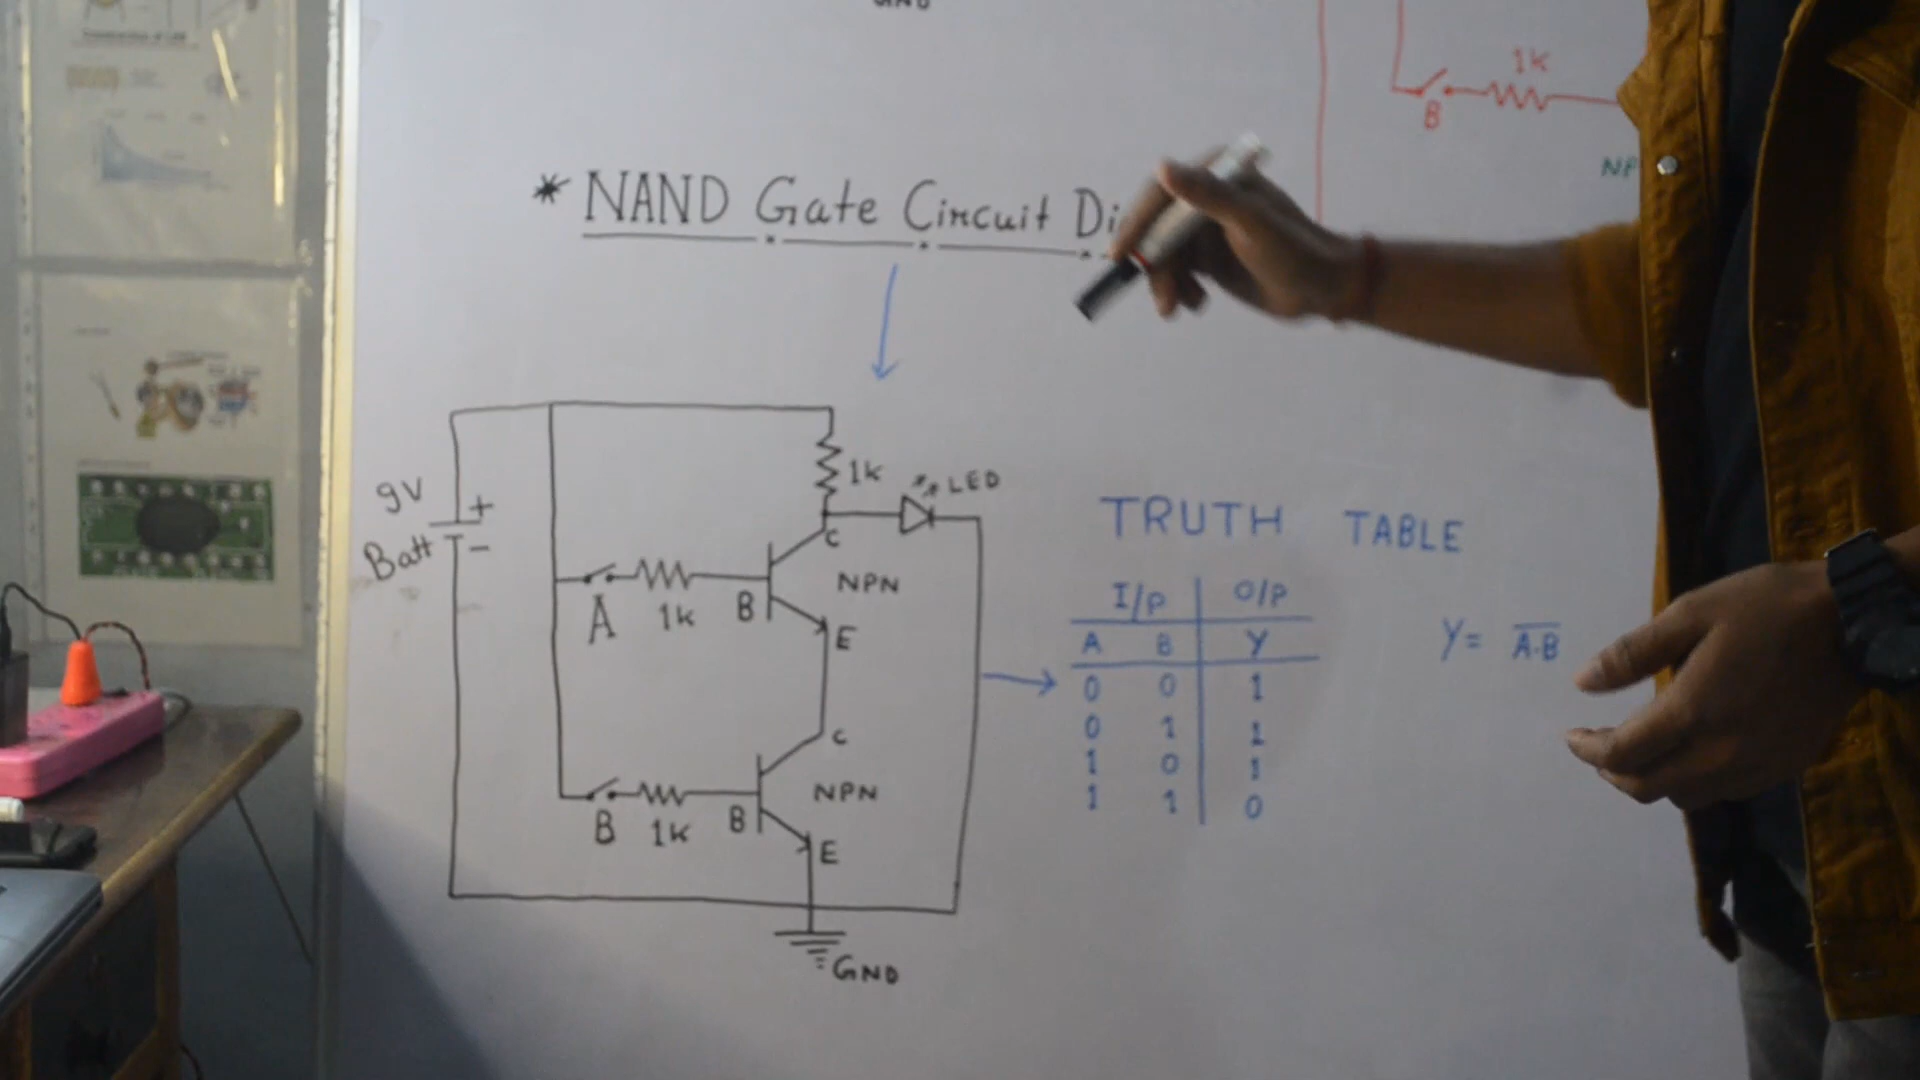 GND
1k
B
NP
* NAND Gate Circuit Di
1k
LED
9V
+
Batt
−
C
NPN
A
1k
B
E
C
NPN
B
1k
B
E
GND
TRUTH TABLE
I/P O/P
A B Y
0 0 1
0 1 1
1 0 1
1 1 0
Y = \overline{A·B}